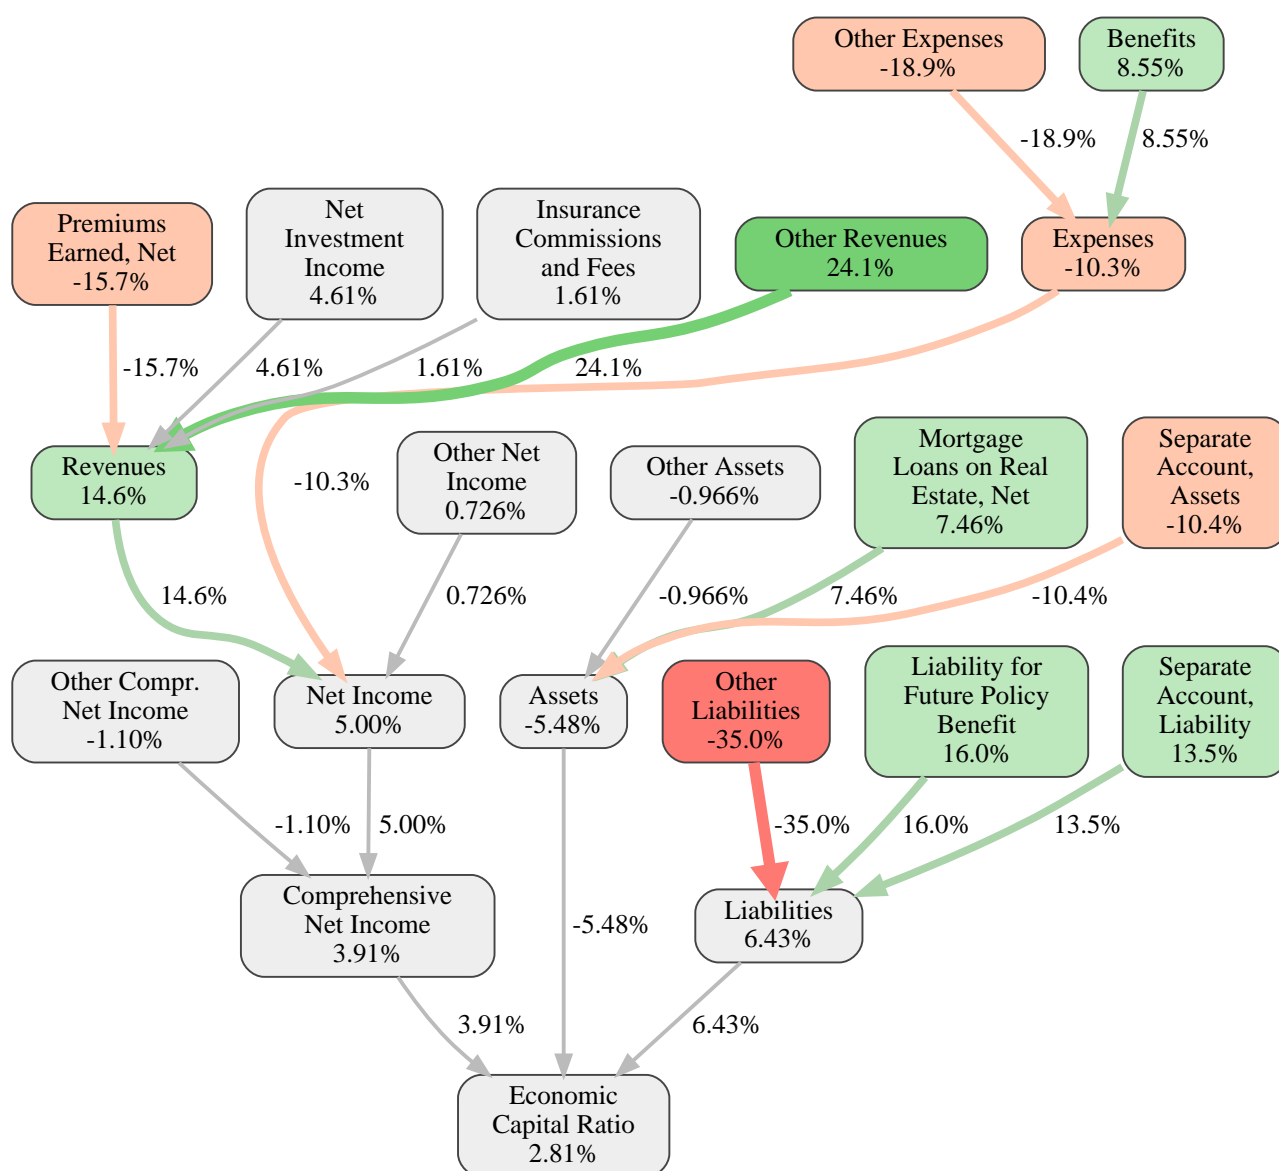 Other Expenses
-18.9%
Benefits
8.55%
-18.9%
8.55%
Premiums
Earned, Net
-15.7%
Net
Investment
Income
4.61%
Insurance
Commissions
and Fees
1.61%
Other Revenues
24.1%
Expenses
-10.3%
-15.7%
4.61%
1.61%
24.1%
Revenues
14.6%
-10.3%
Other Net
Income
0.726%
Other Assets
-0.966%
Mortgage
Loans on Real
Estate, Net
7.46%
Separate
Account,
Assets
-10.4%
14.6%
0.726%
-0.966%
7.46%
-10.4%
Other Compr.
Net Income
-1.10%
Net Income
5.00%
Assets
-5.48%
Other
Liabilities
-35.0%
Liability for
Future Policy
Benefit
16.0%
Separate
Account,
Liability
13.5%
-1.10%
5.00%
-35.0%
16.0%
13.5%
Comprehensive
Net Income
3.91%
-5.48%
Liabilities
6.43%
3.91%
6.43%
Economic
Capital Ratio
2.81%